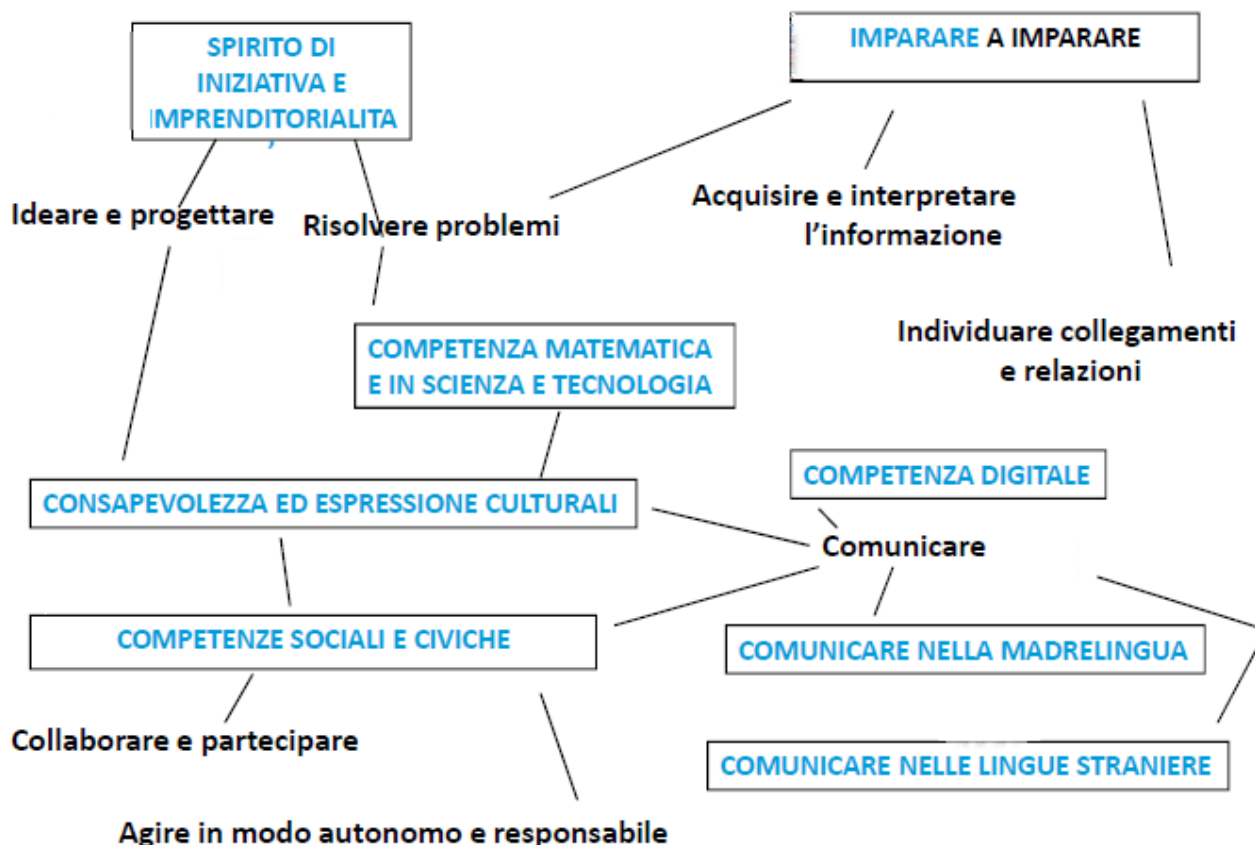 SPIRITO DI
INIZIATIVA E
IMPRENDITORIALITA
’
IMPARARE A IMPARARE
Ideare e progettare
Risolvere problemi
Acquisire e interpretare
l’informazione
Individuare collegamenti
e relazioni
COMPETENZA MATEMATICA
E IN SCIENZA E TECNOLOGIA
COMPETENZA DIGITALE
CONSAPEVOLEZZA ED ESPRESSIONE CULTURALI
Comunicare
COMPETENZE SOCIALI E CIVICHE
COMUNICARE NELLA MADRELINGUA
Collaborare e partecipare
COMUNICARE NELLE LINGUE STRANIERE
Agire in modo autonomo e responsabile